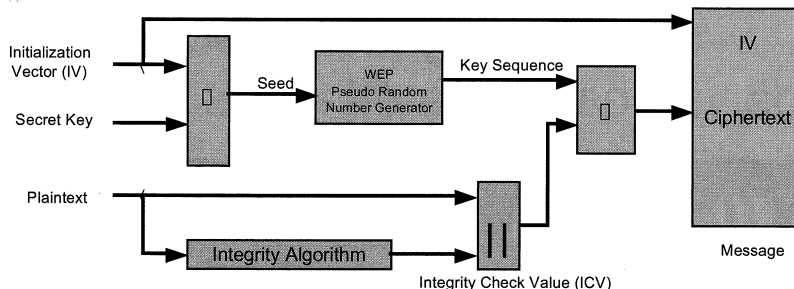 Initialization
Vector (IV)
Secret Key
Seed
WEP
Pseudo Random
Number Generator
Key Sequence
IV
Ciphertext
Message
Plaintext
Integrity Algorithm
||
Integrity Check Value (ICV)